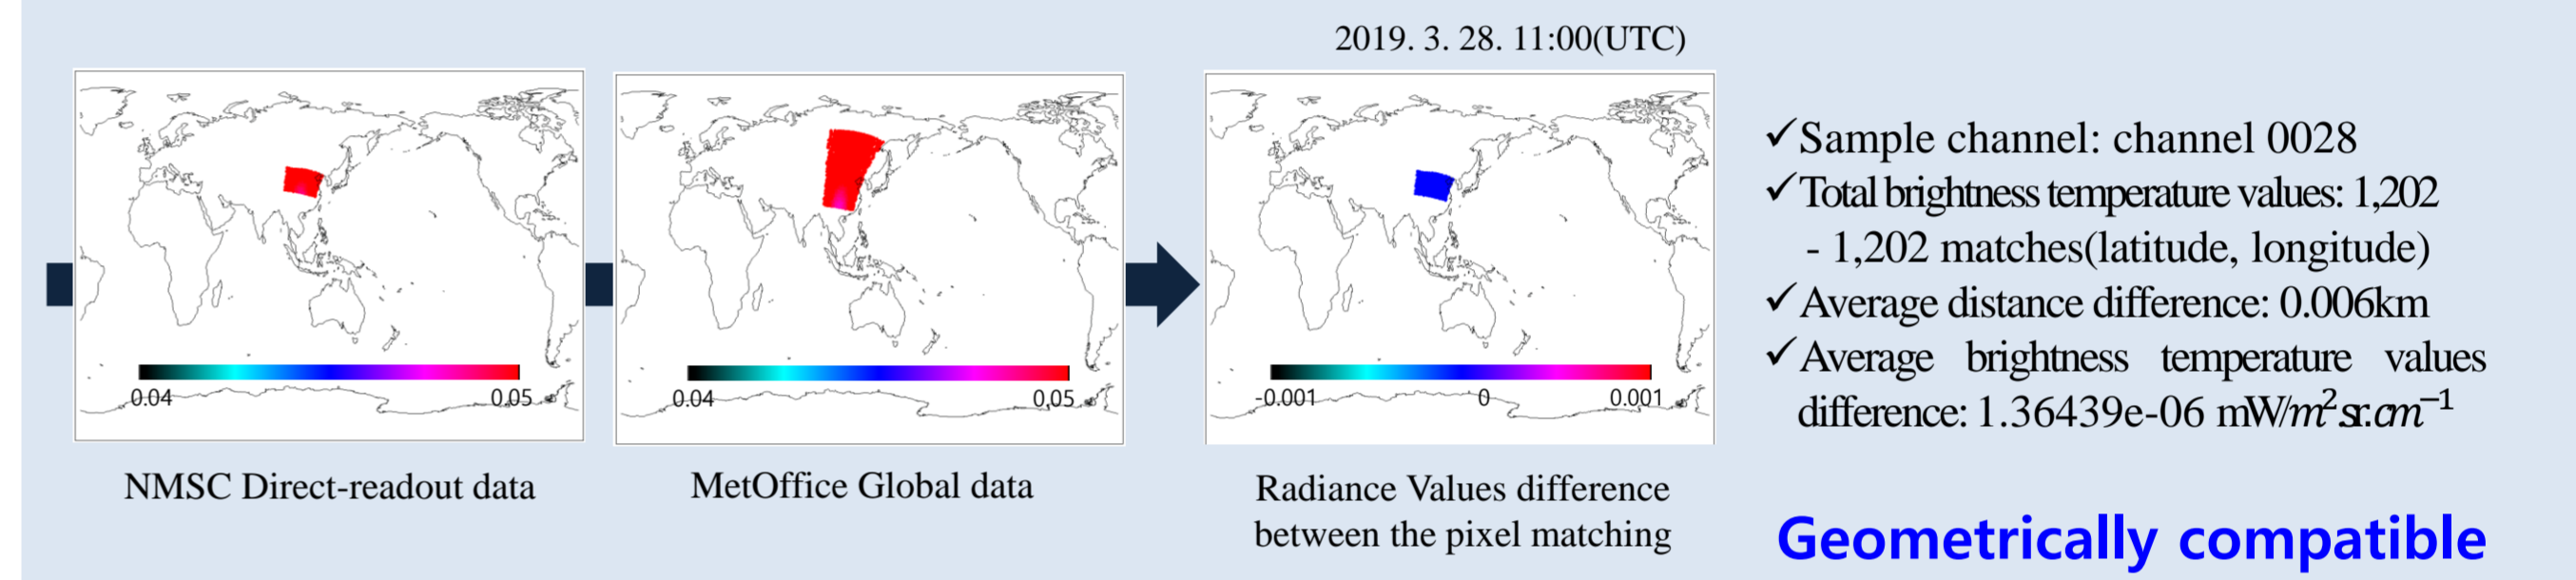 2019. 3. 28. 11:00(UTC)
0.04
0.05
0.04
0.05
-0.001
0
0.001
NMSC Direct-readout data
MetOffice Global data
Radiance Values difference
between the pixel matching
✓Sample channel: channel 0028
✓Total brightness temperature values: 1,202
- 1,202 matches(latitude, longitude)
✓Average distance difference: 0.006km
✓Average brightness temperature values
difference: 1.36439e-06 mW/m²sr.cm⁻¹
Geometrically compatible